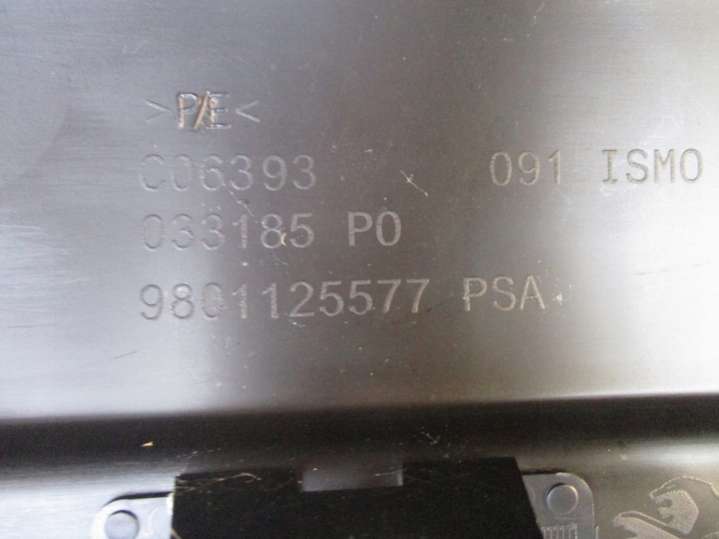 >P/E<
C06393 091 ISMO
033185 P0
9801125577 PSA